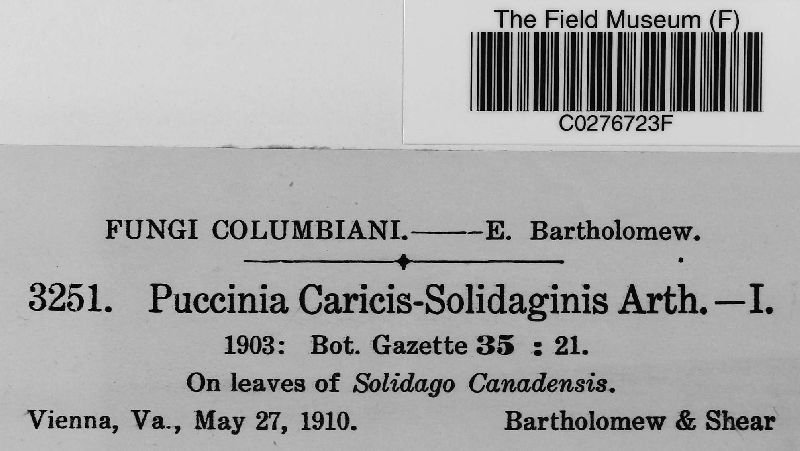 The Field Museum (F)
C0276723F
FUNGI COLUMBIANI.——E. Bartholomew.
3251. Puccinia Caricis-Solidaginis Arth.—I.
1903: Bot. Gazette 35 : 21.
On leaves of Solidago Canadensis.
Vienna, Va., May 27, 1910. Bartholomew & Shear